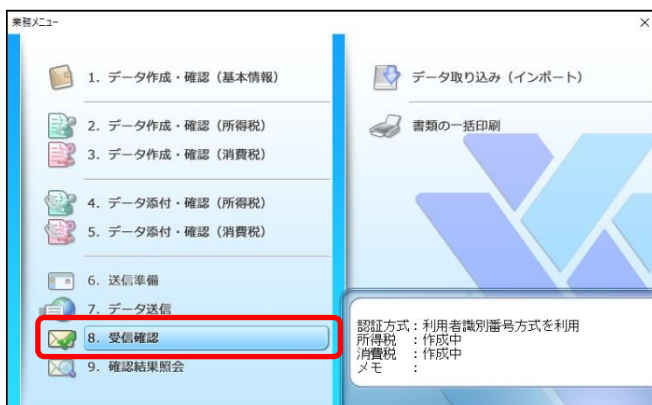 業務メニュー
1. データ作成・確認（基本情報）
2. データ作成・確認（所得税）
3. データ作成・確認（消費税）
4. データ添付・確認（所得税）
5. データ添付・確認（消費税）
6. 送信準備
7. データ送信
8. 受信確認
9. 確認結果照会
データ取り込み（インポート）
書類の一括印刷
認証方式：利用者識別番号方式を利用
所得税　：作成中
消費税　：作成中
メモ　　：